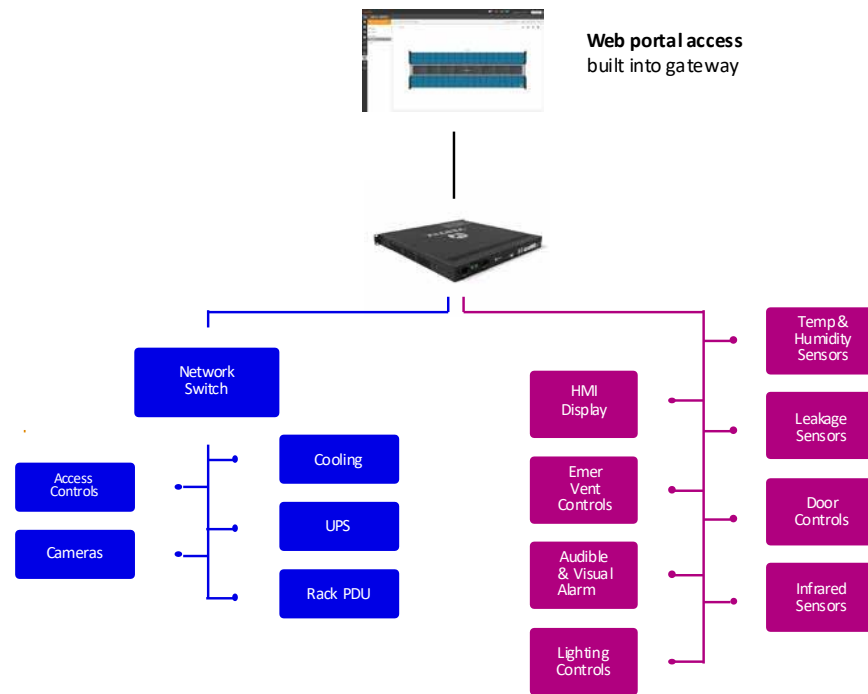 Web portal access
built into gateway
Network
Switch
Access
Controls
Cameras
Cooling
UPS
Rack PDU
HMI
Display
Emer
Vent
Controls
Audible
& Visual
Alarm
Lighting
Controls
Temp &
Humidity
Sensors
Leakage
Sensors
Door
Controls
Infrared
Sensors